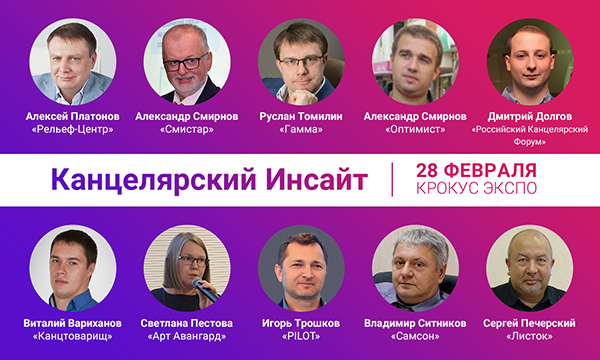 Алексей Платонов
«Рельеф-Центр»
Александр Смирнов
«Смистар»
Руслан Томилин
«Гамма»
Александр Смирнов
«Оптимист»
Дмитрий Долгов
«Российский Канцелярский
Форум»
Канцелярский Инсайт
28 ФЕВРАЛЯ
КРОКУС ЭКСПО
Виталий Вариханов
«Канцтоварищ»
Светлана Пестова
«Арт Авангард»
Игорь Трошков
«PILOT»
Владимир Ситников
«Самсон»
Сергей Печерский
«Листок»